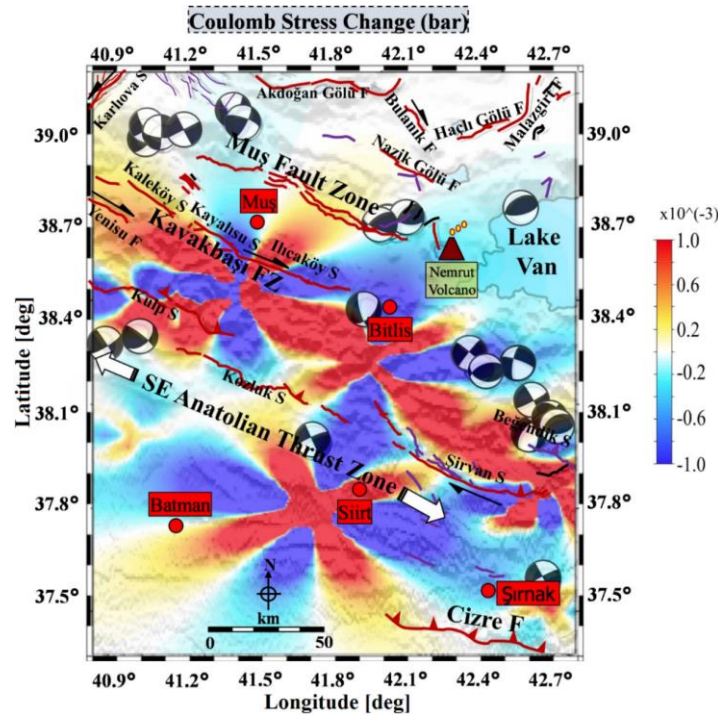 Coulomb Stress Change (bar)
40.9° 41.2° 41.5° 41.8° 42.1° 42.4° 42.7°
Karlıova S
Akdoğan Gölü F
Bulanık F
Haçlı Gölü F
Malazgirt F
39.0° 39.0°
Muş Fault Zone
Nazik Gölü F
x10^(-3)
Kaleköy S
Muş
38.7° 38.7°
Yenisu F
Kayalısu S
Ilıcaköy S
Kavakbaşı FZ
Lake
Van
Nemrut
Volcano
1.0
0.6
0.2
-0.2
-0.6
-1.0
38.4° 38.4°
Kulp S
Bitlis
Latitude [deg]
Kozluk S
38.1° 38.1°
SE Anatolian Thrust Zone
Beğendik S
Şirvan S
37.8° 37.8°
Batman
Siirt
N
37.5° 37.5°
Şırnak
km
0 50
Cizre F
40.9° 41.2° 41.5° 41.8° 42.1° 42.4° 42.7°
Longitude [deg]